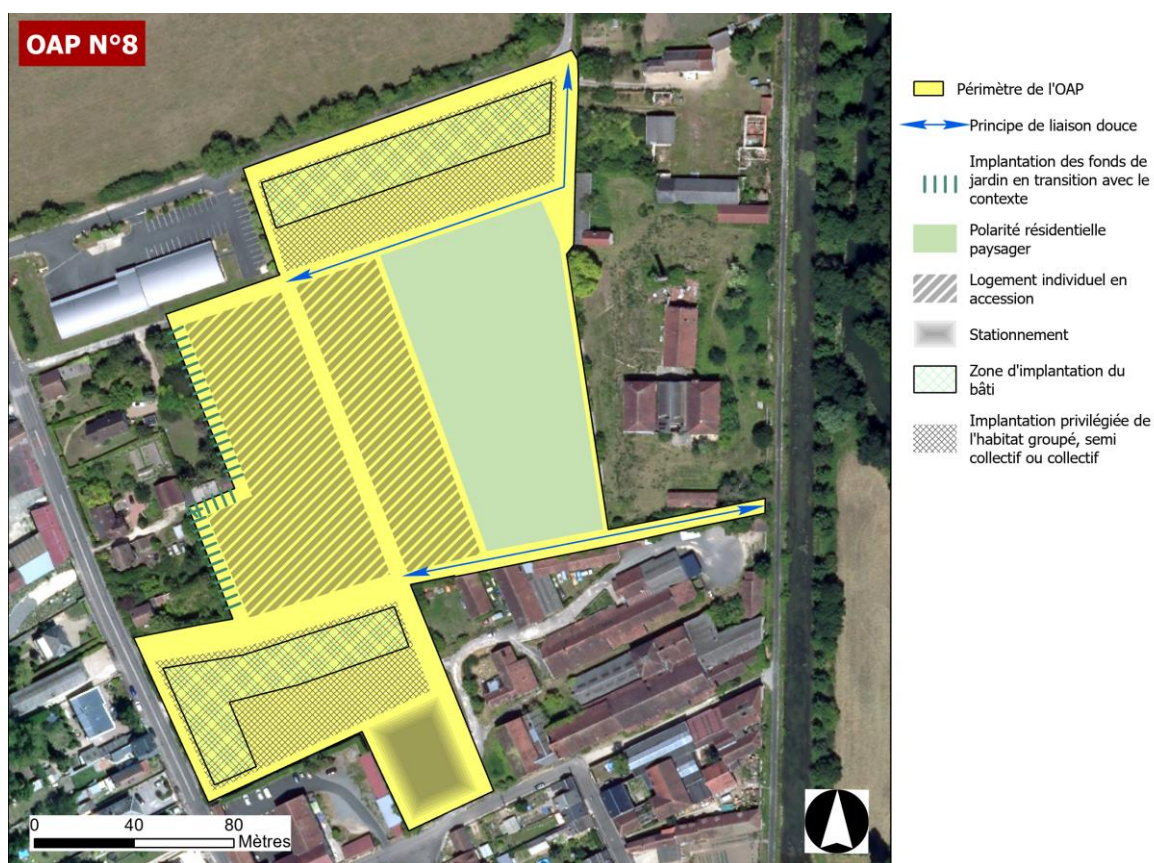 OAP N°8
Périmètre de l'OAP
Principe de liaison douce
Implantation des fonds de
jardin en transition avec le
contexte
Polarité résidentielle
paysager
Logement individuel en
accession
Stationnement
Zone d'implantation du
bâti
Implantation privilégiée de
l'habitat groupé, semi
collectif ou collectif
0 40 80
Mètres